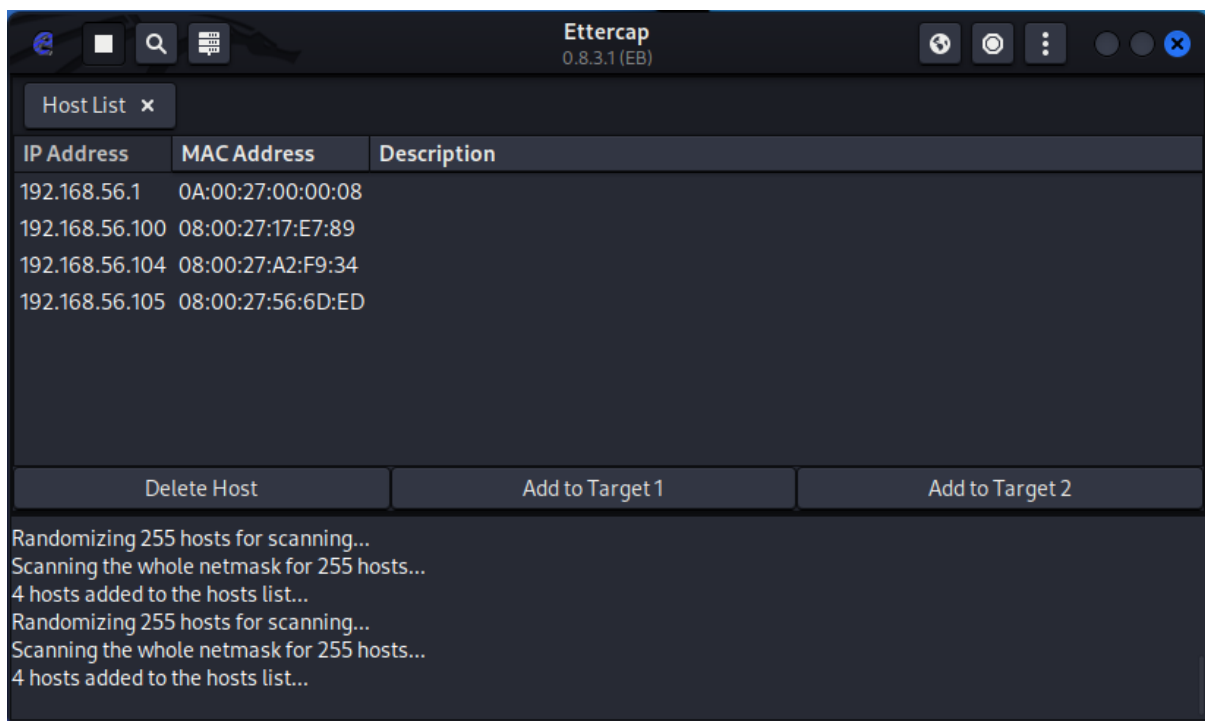 Ettercap
0.8.3.1 (EB)
Host List ×
IP Address MAC Address Description
192.168.56.1 0A:00:27:00:00:08
192.168.56.100 08:00:27:17:E7:89
192.168.56.104 08:00:27:A2:F9:34
192.168.56.105 08:00:27:56:6D:ED
Delete Host Add to Target 1 Add to Target 2
Randomizing 255 hosts for scanning...
Scanning the whole netmask for 255 hosts...
4 hosts added to the hosts list...
Randomizing 255 hosts for scanning...
Scanning the whole netmask for 255 hosts...
4 hosts added to the hosts list...